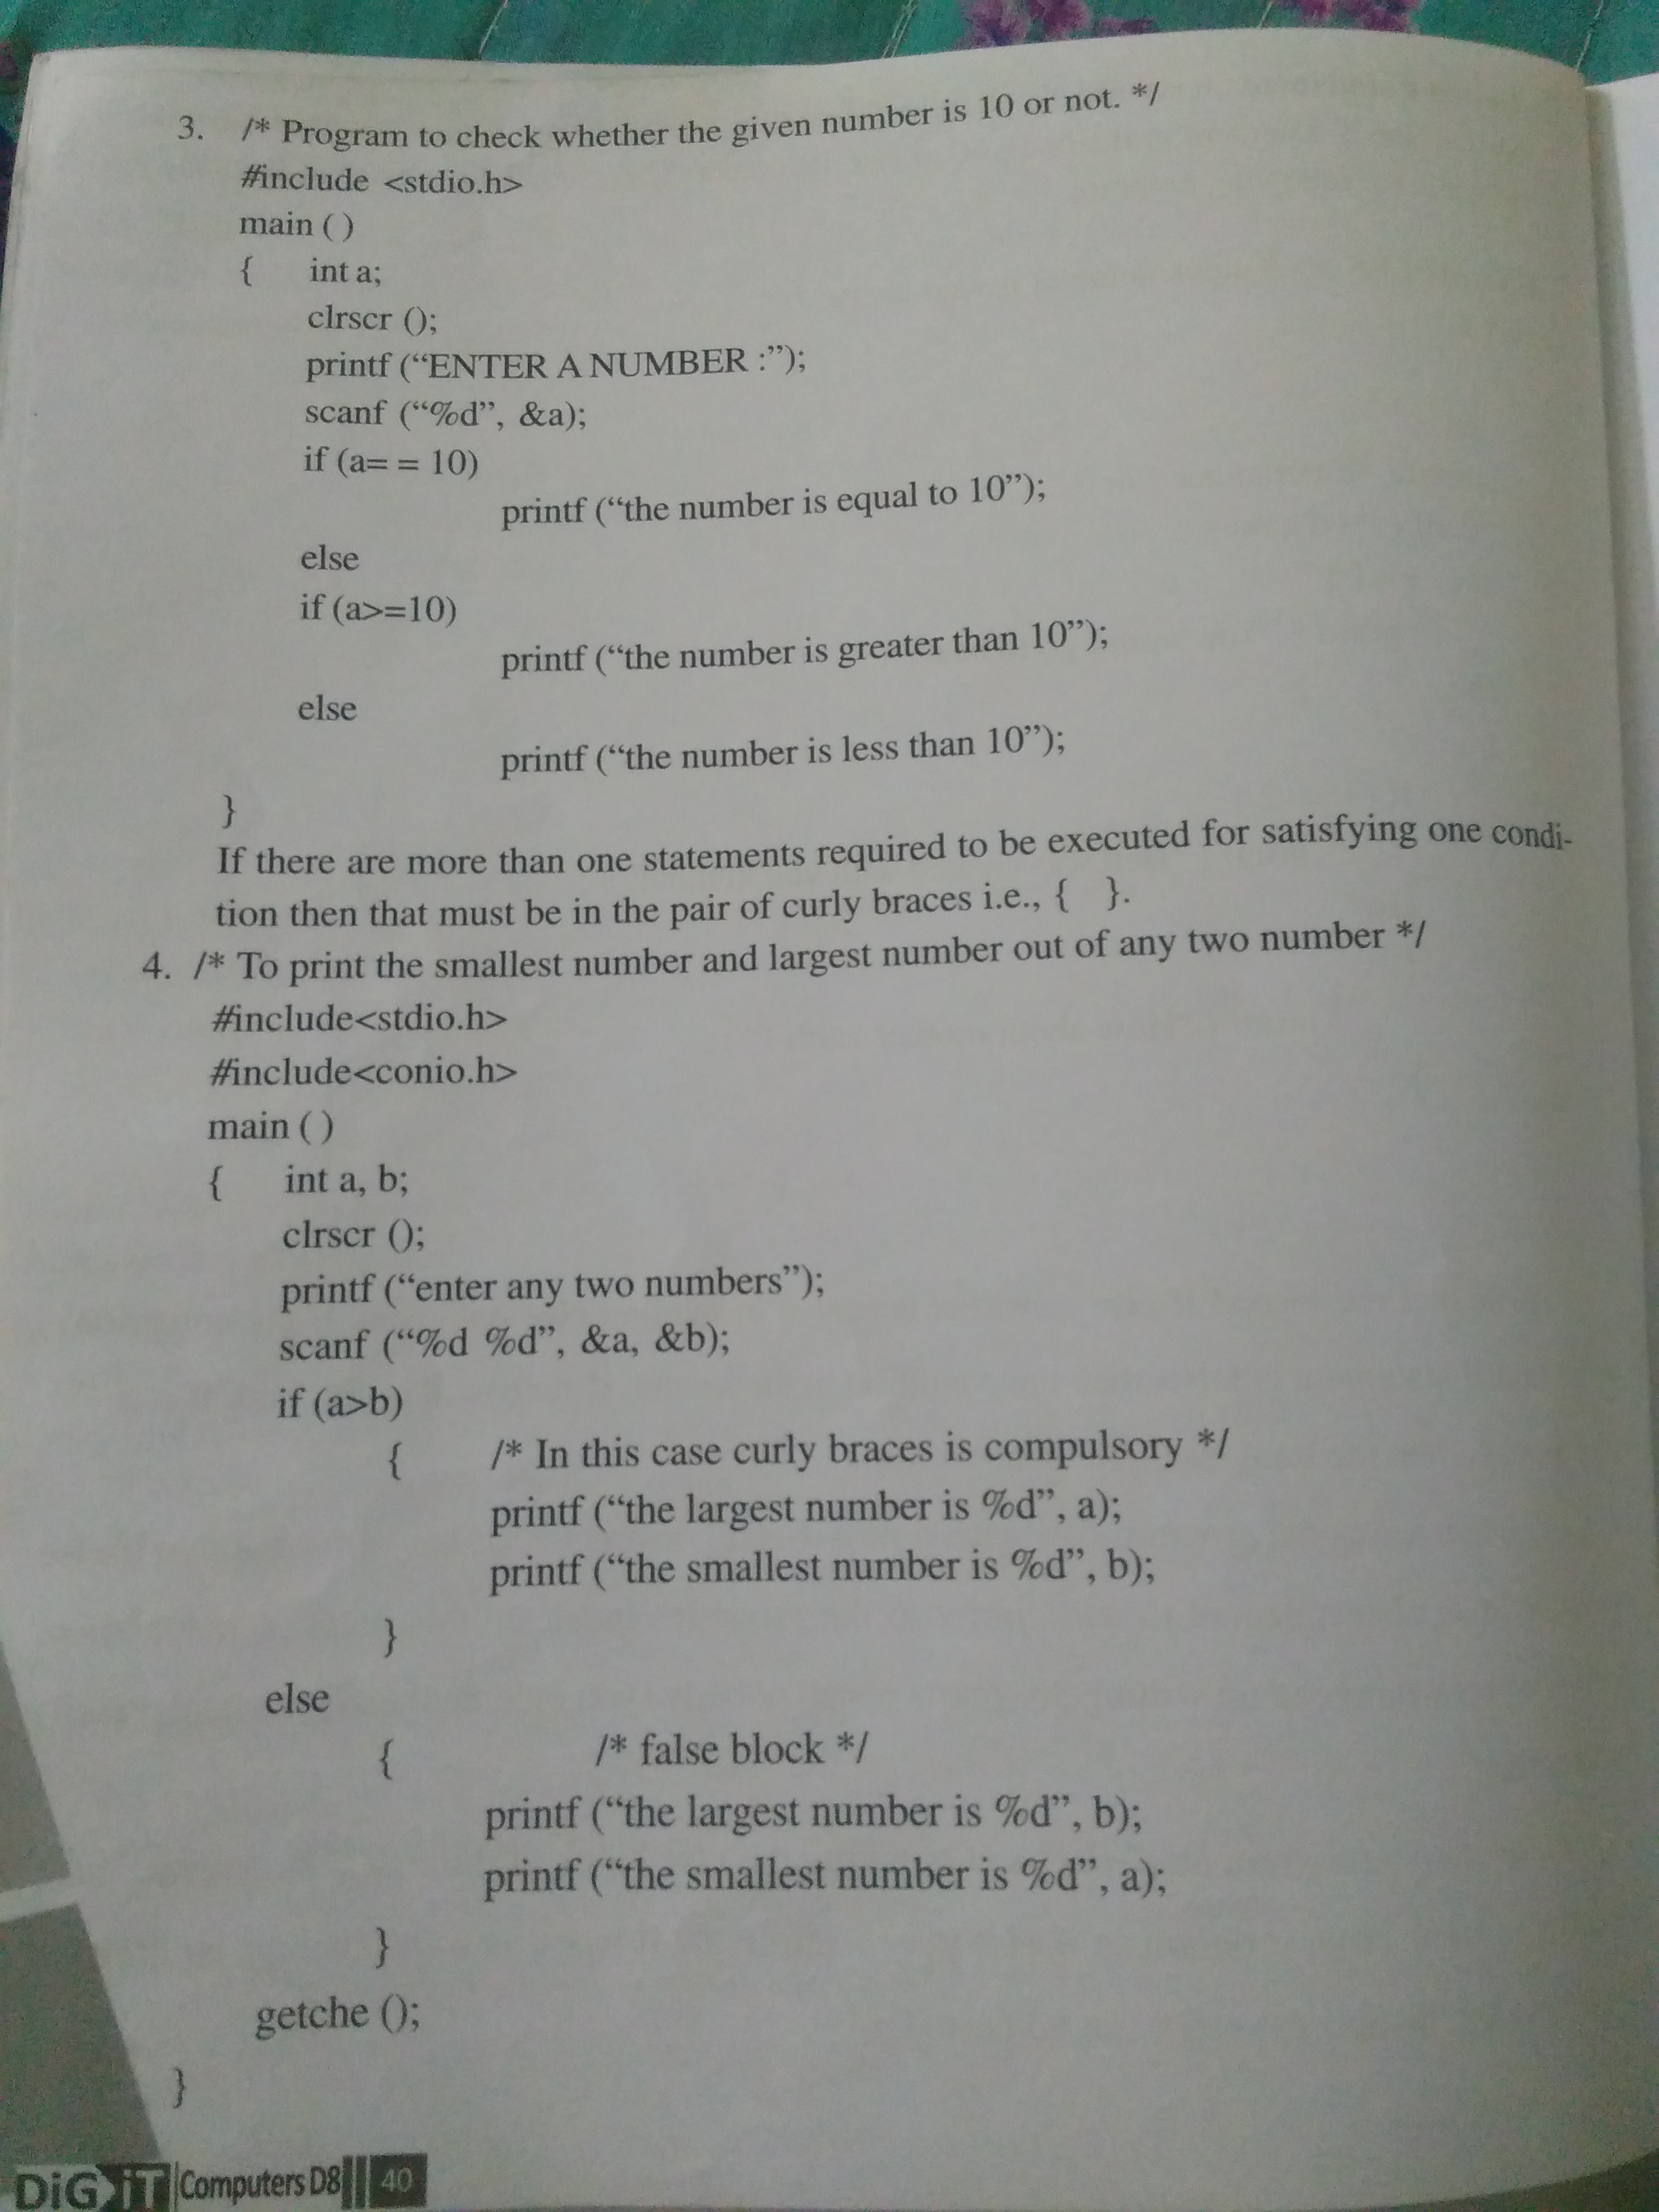 3. /* Program to check whether the given number is 10 or not. */
#include <stdio.h>
main ( )
{ int a;
clrscr ();
printf (“ENTER A NUMBER :”);
scanf (“%d”, &a);
if (a= = 10)
printf (“the number is equal to 10”);
else
if (a>=10)
printf (“the number is greater than 10”);
else
printf (“the number is less than 10”);
}
If there are more than one statements required to be executed for satisfying one condi-
tion then that must be in the pair of curly braces i.e., { }.
4. /* To print the smallest number and largest number out of any two number */
#include<stdio.h>
#include<conio.h>
main ( )
{ int a, b;
clrscr ();
printf (“enter any two numbers”);
scanf (“%d %d”, &a, &b);
if (a>b)
{ /* In this case curly braces is compulsory */
printf (“the largest number is %d”, a);
printf (“the smallest number is %d”, b);
}
else
{ /* false block */
printf (“the largest number is %d”, b);
printf (“the smallest number is %d”, a);
}
getche ();
}
DiGiT Computers D8 40